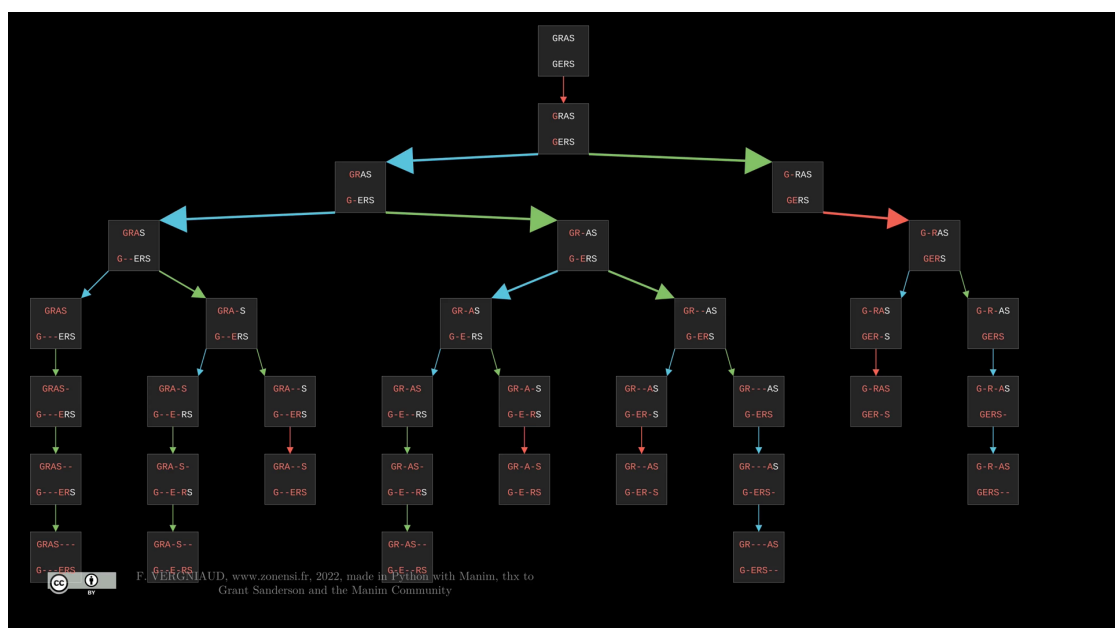 GRAS
GERS
GRAS
GERS
GRAS
G-ERS
G-RAS
GERS
GRAS
G--ERS
GR-AS
G-ERS
G-RAS
GERS
GRAS
G---ERS
GRA-S
G--ERS
GR-AS
G-E-RS
GR--AS
G-ERS
G-RAS
GER-S
G-R-AS
GERS
GRAS-
G---ERS
GRA-S
G--E-RS
GRA--S
G--ERS
GR-AS
G-E--RS
GR-A-S
G-E-RS
GR--AS
G-ER-S
GR---AS
G-ERS
G-RAS
GER-S
G-R-AS
GERS-
GRAS--
G---ERS
GRA-S-
G--E-RS
GRA--S
G--ERS
GR-AS-
G-E--RS
GR-A-S
G-E-RS
GR--AS
G-ER-S
GR---AS
G-ERS-
G-R-AS
GERS--
GRAS---
G---ERS
GRA-S--
G--E-RS
GR-AS--
G-E--RS
GR---AS
G-ERS--
cc
BY
F. VERGNIAUD, www.zonensi.fr, 2022, made in Python with Manim, thx to
Grant Sanderson and the Manim Community